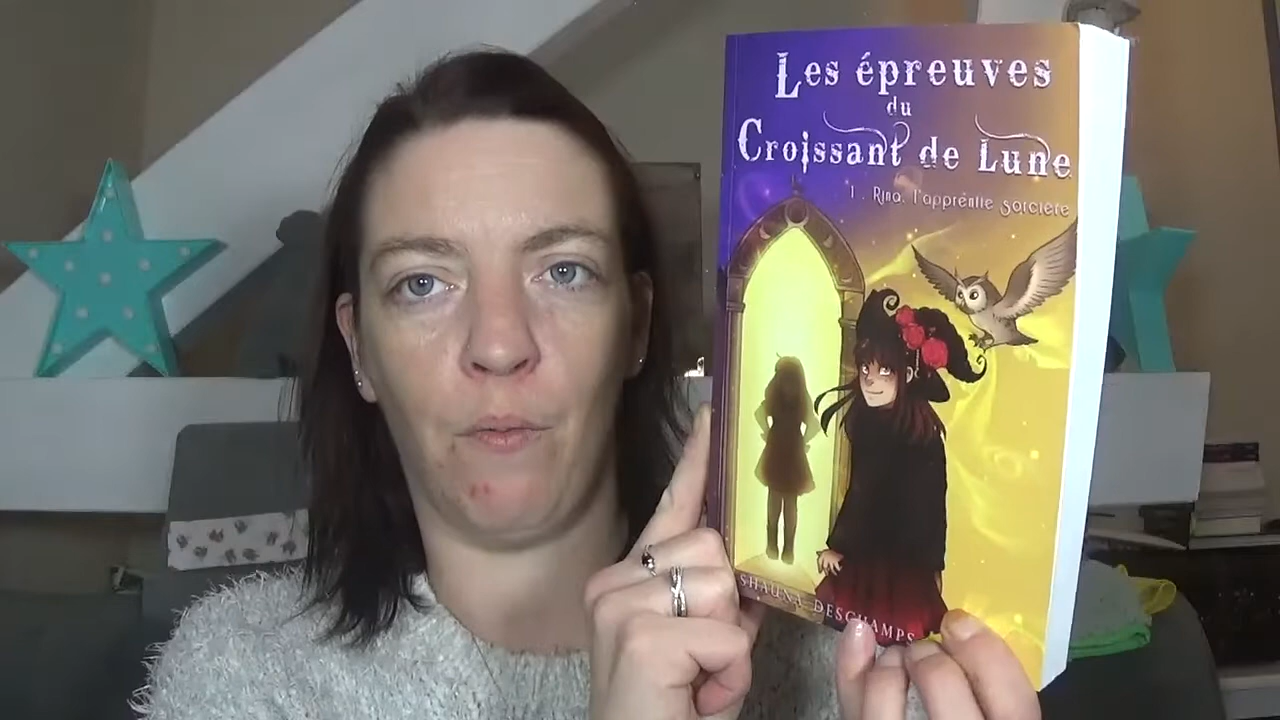 Les épreuves
du
Croissant de Lune
1. Rina, l'apprentie sorcière
SHAUNA DESCHAMPS